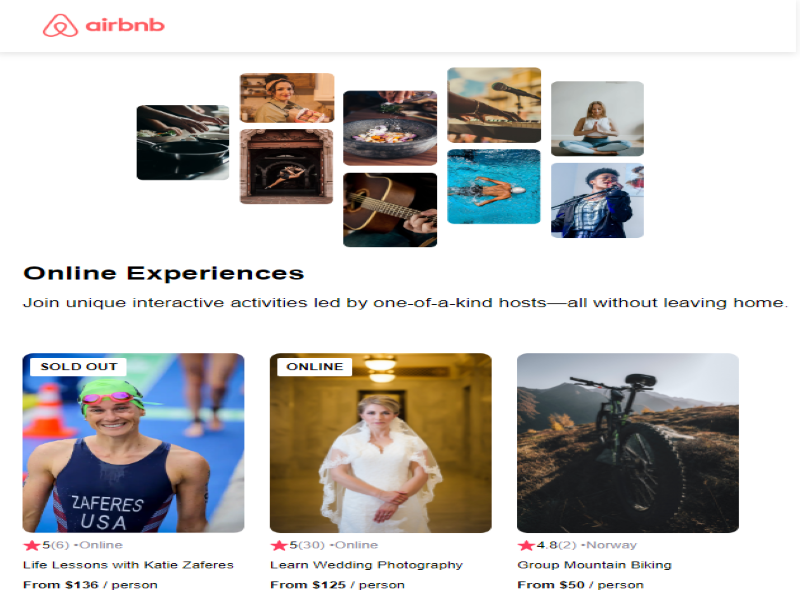 airbnb
Online Experiences
Join unique interactive activities led by one-of-a-kind hosts—all without leaving home.
SOLD OUT
ZAFERES
USA
5(6) •Online
Life Lessons with Katie Zaferes
From $136 / person
ONLINE
5(30) •Online
Learn Wedding Photography
From $125 / person
4.8(2) •Norway
Group Mountain Biking
From $50 / person